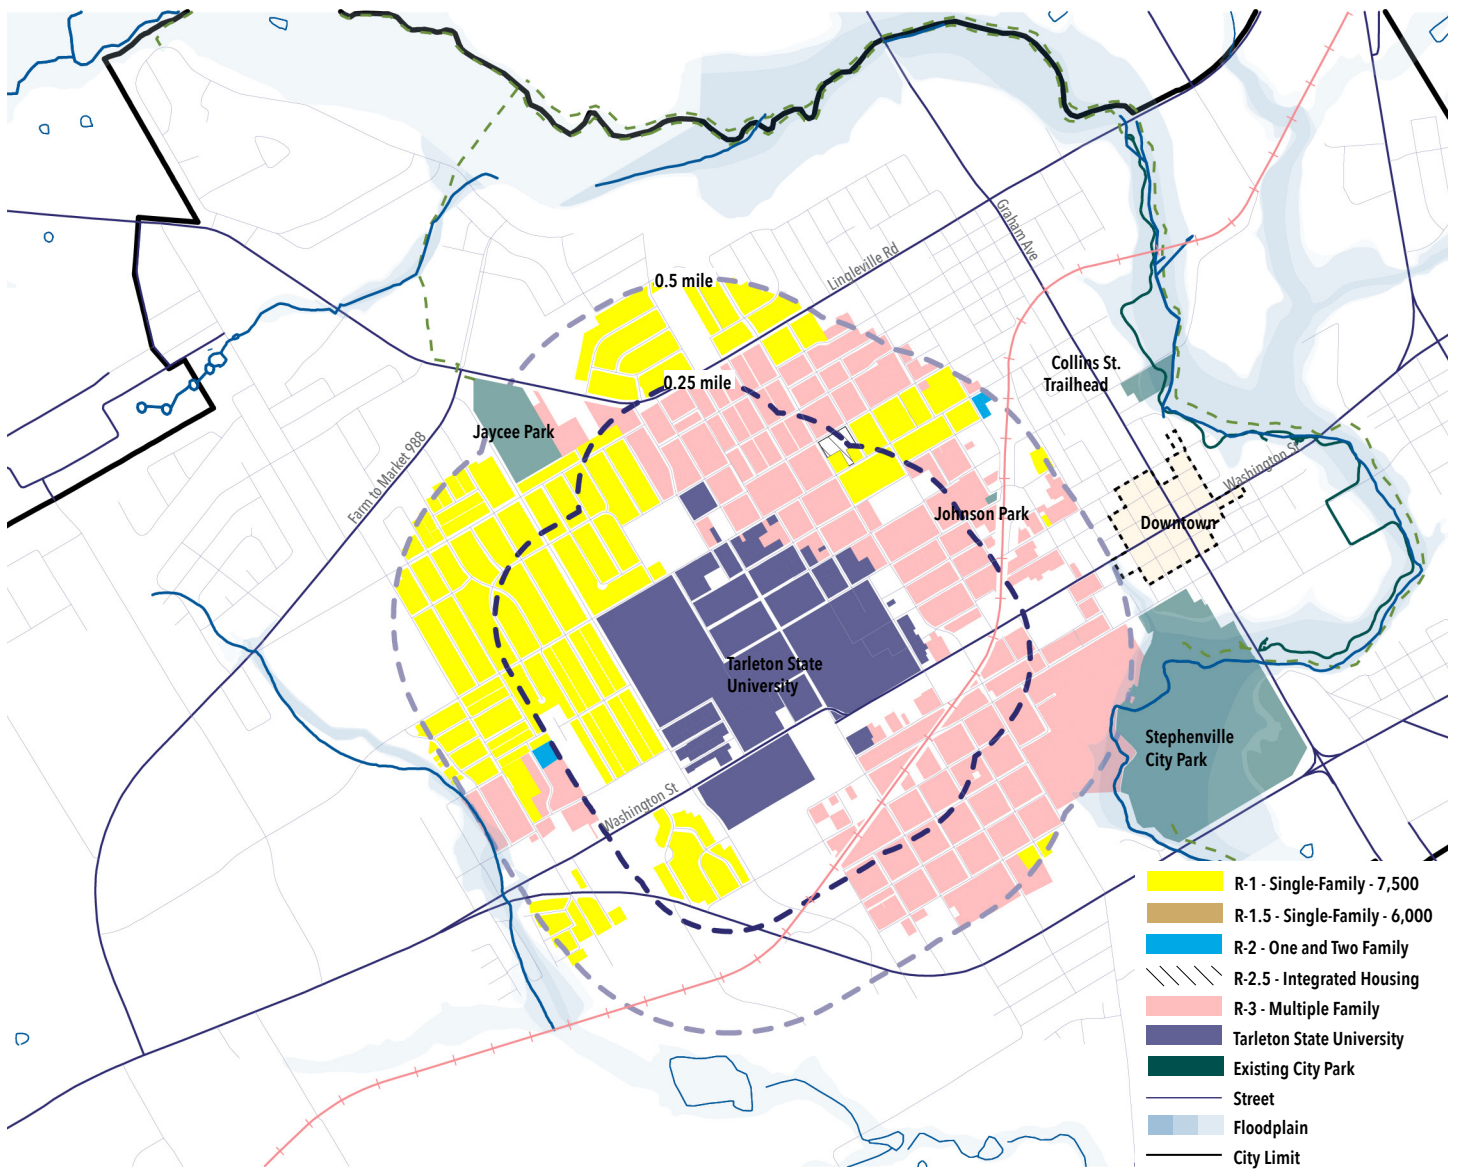 Graham Ave
Lingleville Rd
0.5 mile
Collins St.
Trailhead
0.25 mile
Jaycee Park
Farm to Market 988
Washington St
Johnson Park
Downtown
Tarleton State
University
Stephenville
City Park
Washington St
R-1 - Single-Family - 7,500
R-1.5 - Single-Family - 6,000
R-2 - One and Two Family
R-2.5 - Integrated Housing
R-3 - Multiple Family
Tarleton State University
Existing City Park
Street
Floodplain
City Limit